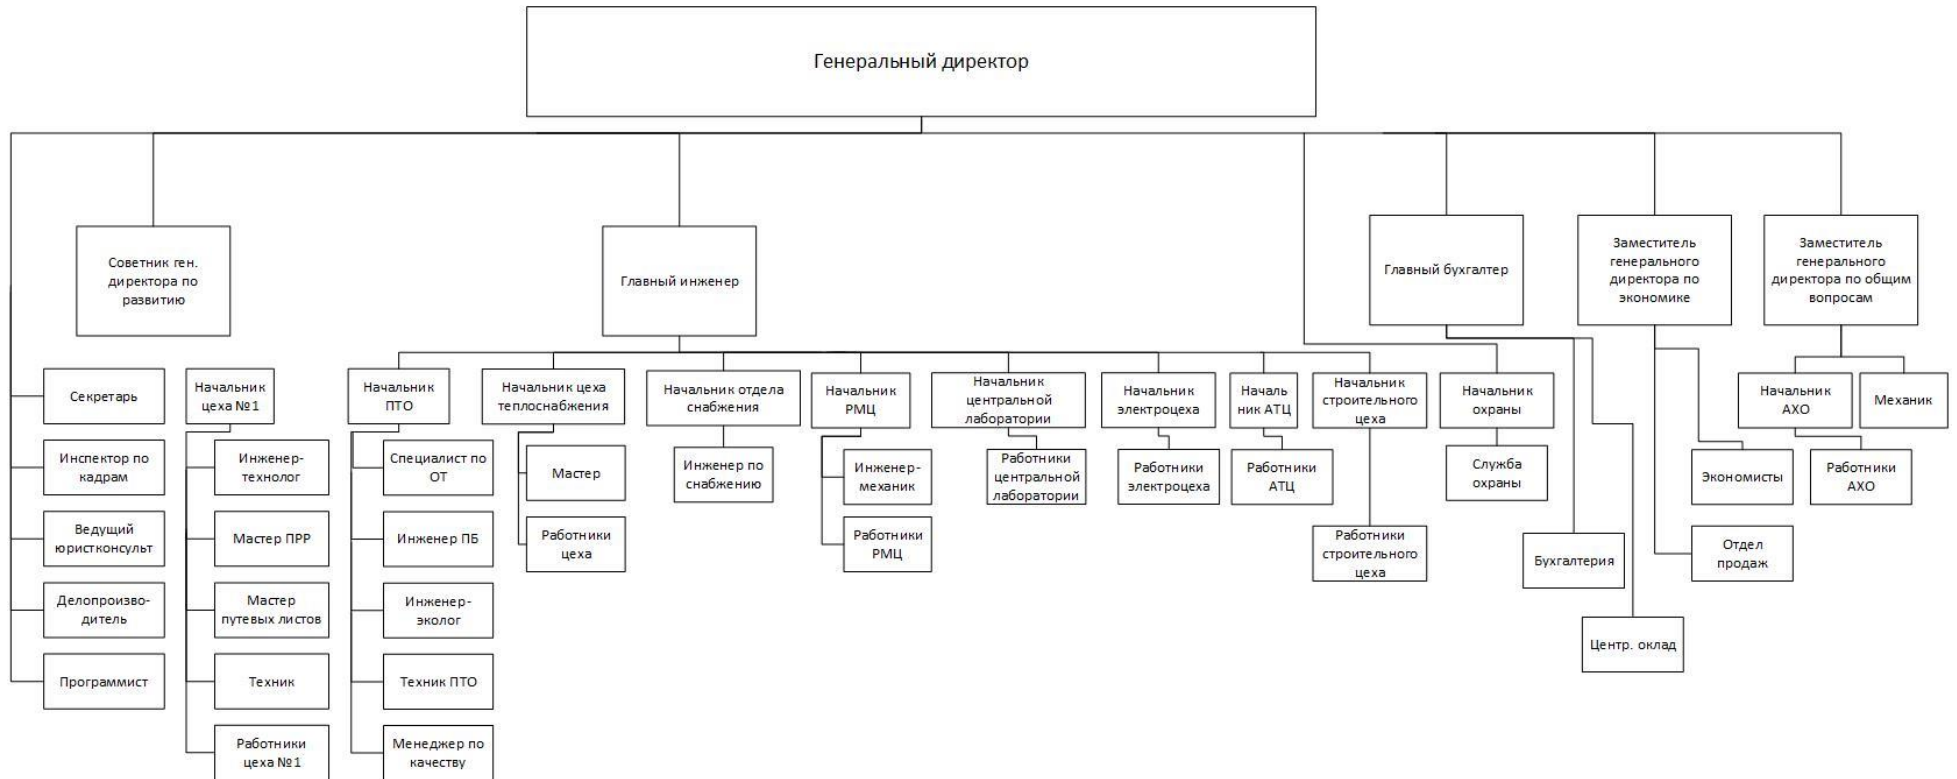 Генеральный директор
Советник ген.
директора по
развитию
Главный инженер
Главный бухгалтер
Заместитель
генерального
директора по
экономике
Заместитель
генерального
директора по общим
вопросам
Секретарь
Инспектор по
кадрам
Ведущий
юристконсульт
Делопроизво-
дитель
Программист
Начальник
цеха №1
Инженер-
технолог
Мастер ПРР
Мастер
путевых листов
Техник
Работники
цеха №1
Начальник
ПТО
Специалист по
ОТ
Инженер ПБ
Инженер-
эколог
Техник ПТО
Менеджер по
качеству
Начальник цеха
теплоснабжения
Мастер
Работники
цеха
Начальник отдела
снабжения
Инженер по
снабжению
Начальник
РМЦ
Инженер-
механик
Работники
РМЦ
Начальник
центральной
лаборатории
Работники
центральной
лаборатории
Начальник
электроцеха
Работники
электроцеха
Началь
ник АТЦ
Работники
АТЦ
Начальник
строительного
цеха
Работники
строительного
цеха
Начальник
охраны
Служба
охраны
Бухгалтерия
Центр. оклад
Экономисты
Отдел
продаж
Начальник
АХО
Работники
АХО
Механик